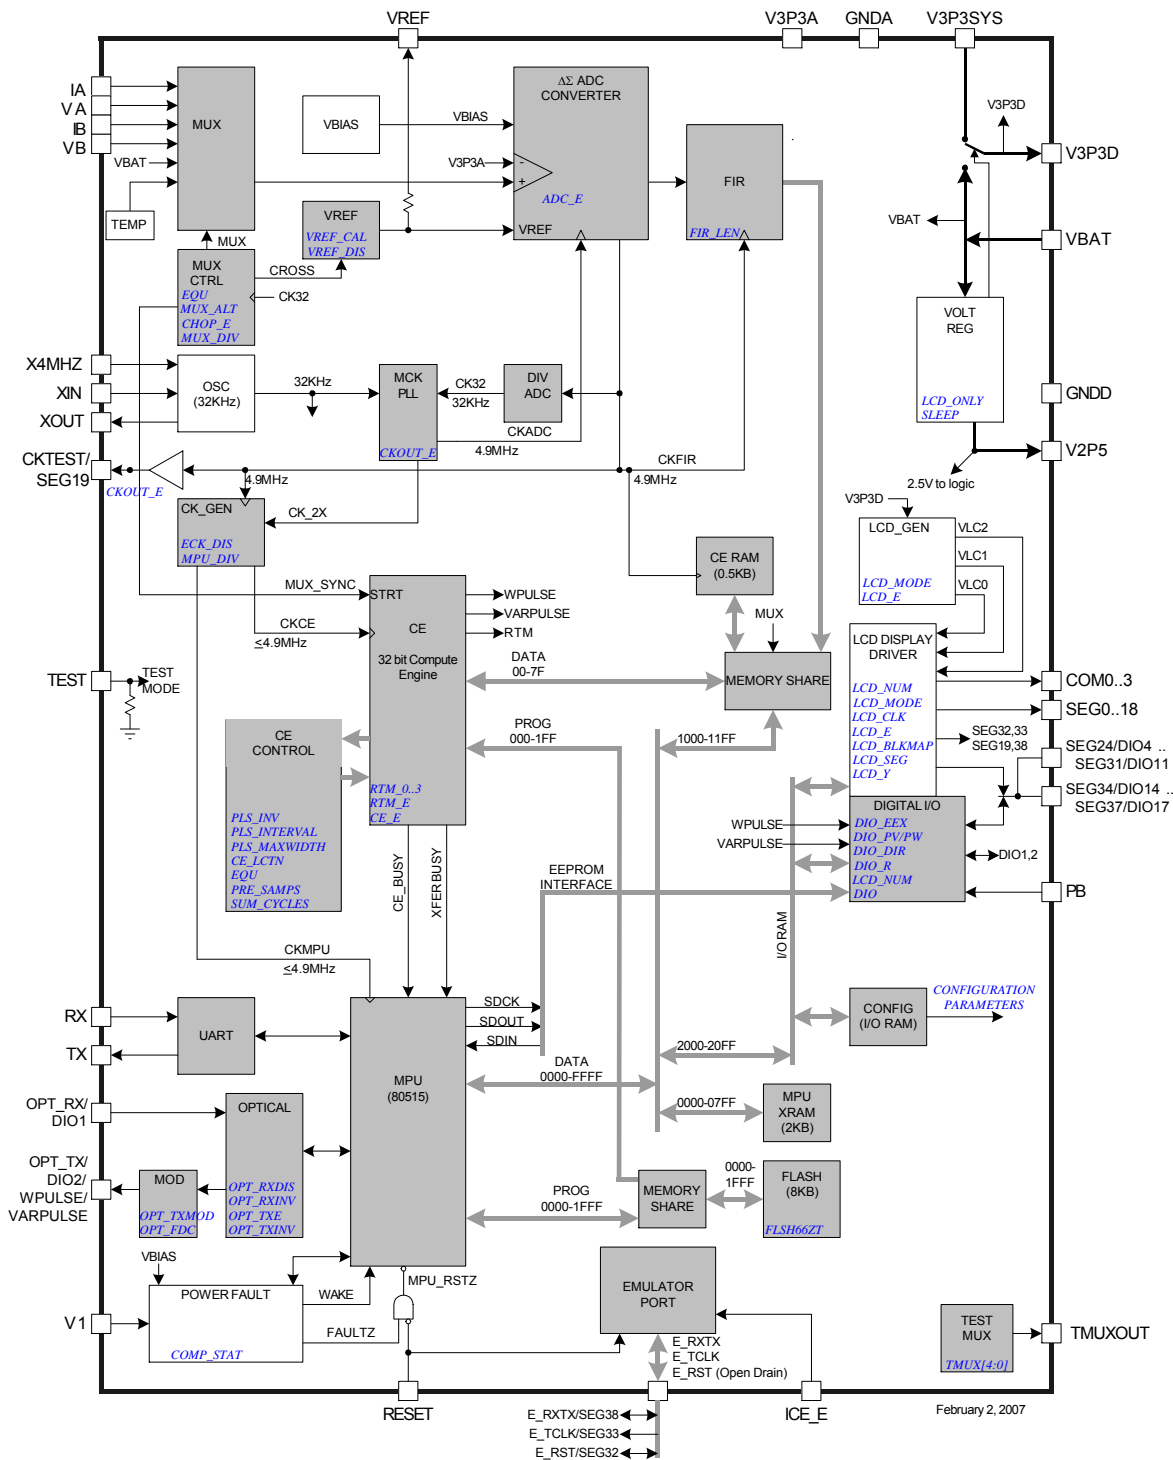 VREF
V3P3A
GNDA
V3P3SYS
IA
VA
IB
VB
VBAT
TEMP
MUX
VBIAS
VBIAS
ΔΣ ADC
CONVERTER
V3P3A
-
+
ADC_E
VREF
FIR
FIR_LEN
V3P3D
V3P3D
VBAT
VBAT
VREF
VREF_CAL
VREF_DIS
MUX
MUX
CTRL
EQU
MUX_ALT
CHOP_E
MUX_DIV
CROSS
CK32
VOLT
REG
LCD_ONLY
SLEEP
GNDD
V2P5
2.5V to logic
X4MHZ
XIN
XOUT
OSC
(32KHz)
32KHz
MCK
PLL
CKOUT_E
CK32
32KHz
DIV
ADC
CKADC
4.9MHz
CKFIR
4.9MHz
CKTEST/
SEG19
CKOUT_E
4.9MHz
CK_GEN
ECK_DIS
MPU_DIV
CK_2X
V3P3D
LCD_GEN
LCD_MODE
LCD_E
VLC2
VLC1
VLC0
CE RAM
(0.5KB)
MUX_SYNC
STRT
CKCE
≤4.9MHz
CE
32 bit Compute
Engine
RTM_0..3
RTM_E
CE_E
WPULSE
VARPULSE
RTM
DATA
00-7F
MUX
MEMORY SHARE
PROG
000-1FF
1000-11FF
TEST
TEST
MODE
CE
CONTROL
PLS_INV
PLS_INTERVAL
PLS_MAXWIDTH
CE_LCTN
EQU
PRE_SAMPS
SUM_CYCLES
LCD DISPLAY
DRIVER
LCD_NUM
LCD_MODE
LCD_CLK
LCD_E
LCD_BLKMAP
LCD_SEG
LCD_Y
COM0..3
SEG0..18
SEG32,33
SEG19,38
SEG24/DIO4 ..
SEG31/DIO11
SEG34/DIO14 ..
SEG37/DIO17
DIGITAL I/O
DIO_EEX
DIO_PV/PW
DIO_DIR
DIO_R
LCD_NUM
DIO
WPULSE
VARPULSE
DIO1,2
PB
CE_BUSY
XFER BUSY
EEPROM
INTERFACE
I/O RAM
CKMPU
≤4.9MHz
RX
TX
UART
MPU
(80515)
SDCK
SDOUT
SDIN
DATA
0000-FFFF
2000-20FF
CONFIG
(I/O RAM)
CONFIGURATION
PARAMETERS
0000-07FF
MPU
XRAM
(2KB)
OPT_RX/
DIO1
OPTICAL
OPT_RXDIS
OPT_RXINV
OPT_TXE
OPT_TXINV
OPT_TX/
DIO2/
WPULSE/
VARPULSE
MOD
OPT_TXMOD
OPT_FDC
PROG
0000-1FFF
MEMORY
SHARE
0000-
1FFF
FLASH
(8KB)
FLSH66ZT
VBIAS
POWER FAULT
COMP_STAT
V1
WAKE
FAULTZ
MPU_RSTZ
EMULATOR
PORT
E_RXTX
E_TCLK
E_RST (Open Drain)
TEST
MUX
TMUX[4:0]
TMUXOUT
RESET
ICE_E
February 2, 2007
E_RXTX/SEG38
E_TCLK/SEG33
E_RST/SEG32